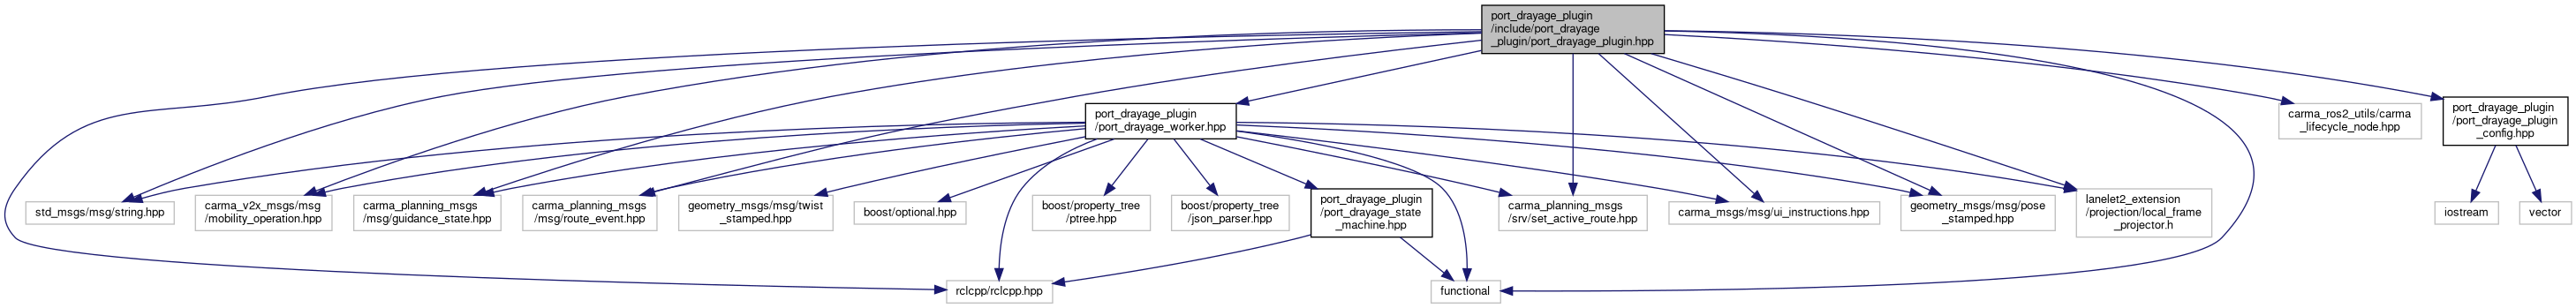 port_drayage_plugin
/include/port_drayage
_plugin/port_drayage_plugin.hpp
port_drayage_plugin
/port_drayage_worker.hpp
carma_ros2_utils/carma
_lifecycle_node.hpp
port_drayage_plugin
/port_drayage_plugin
_config.hpp
std_msgs/msg/string.hpp
carma_v2x_msgs/msg
/mobility_operation.hpp
carma_planning_msgs
/msg/guidance_state.hpp
carma_planning_msgs
/msg/route_event.hpp
geometry_msgs/msg/twist
_stamped.hpp
boost/optional.hpp
boost/property_tree
/ptree.hpp
boost/property_tree
/json_parser.hpp
port_drayage_plugin
/port_drayage_state
_machine.hpp
carma_planning_msgs
/srv/set_active_route.hpp
carma_msgs/msg/ui_instructions.hpp
geometry_msgs/msg/pose
_stamped.hpp
lanelet2_extension
/projection/local_frame
_projector.h
iostream
vector
rclcpp/rclcpp.hpp
functional